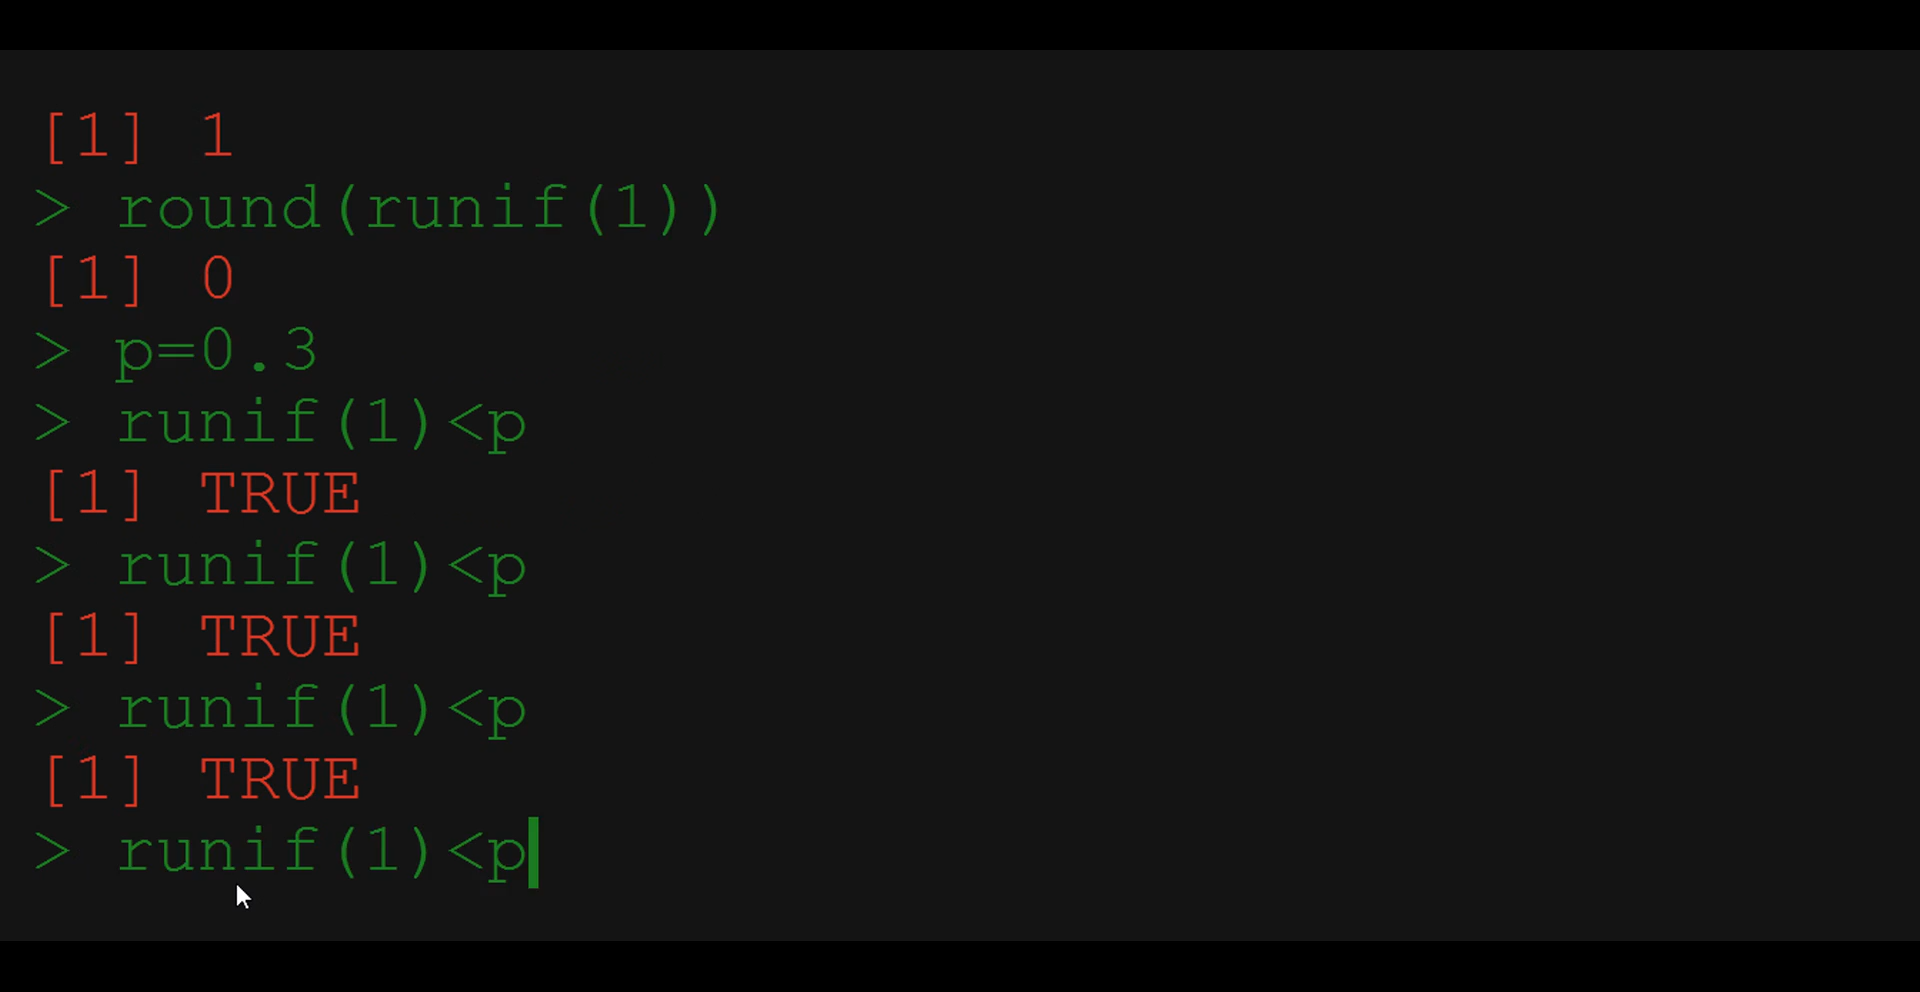 [1] 1
> round(runif(1))
[1] 0
> p=0.3
> runif(1)<p
[1] TRUE
> runif(1)<p
[1] TRUE
> runif(1)<p
[1] TRUE
> runif(1)<p